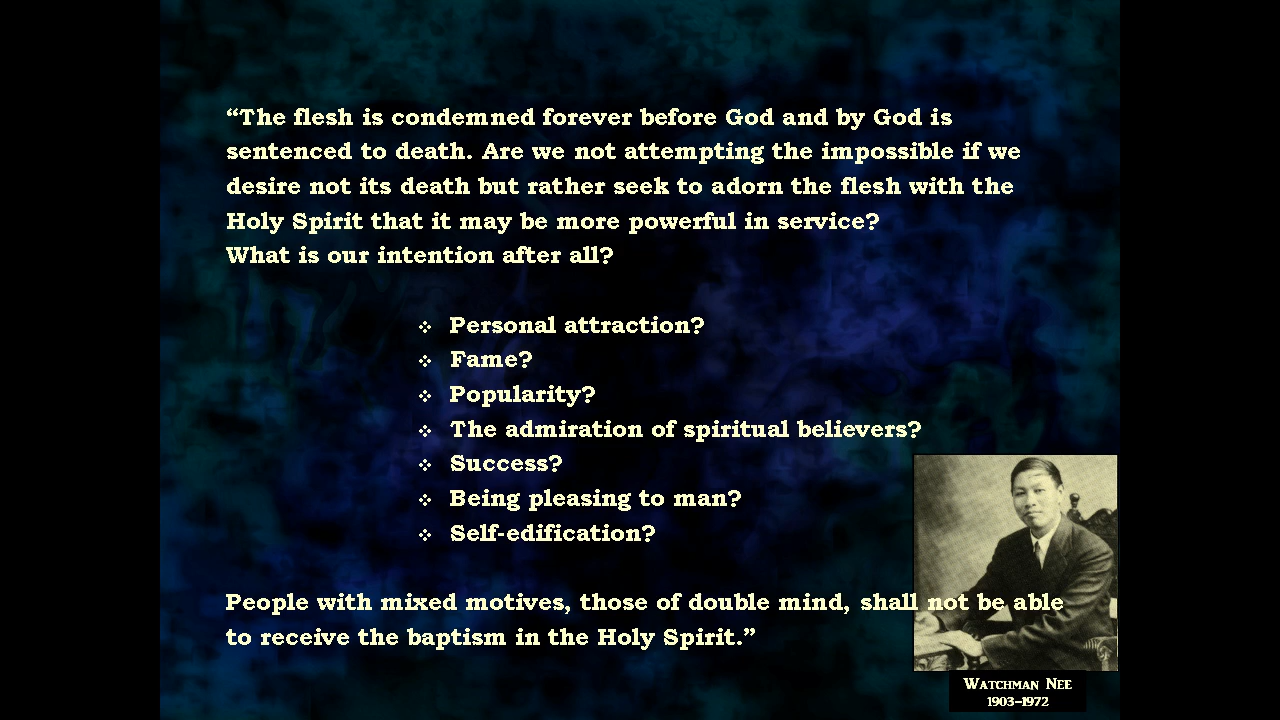 “The flesh is condemned forever before God and by God is
sentenced to death. Are we not attempting the impossible if we
desire not its death but rather seek to adorn the flesh with the
Holy Spirit that it may be more powerful in service?
What is our intention after all?
❖ Personal attraction?
❖ Fame?
❖ Popularity?
❖ The admiration of spiritual believers?
❖ Success?
❖ Being pleasing to man?
❖ Self-edification?
People with mixed motives, those of double mind, shall not be able
to receive the baptism in the Holy Spirit.”
Watchman Nee
1903–1972